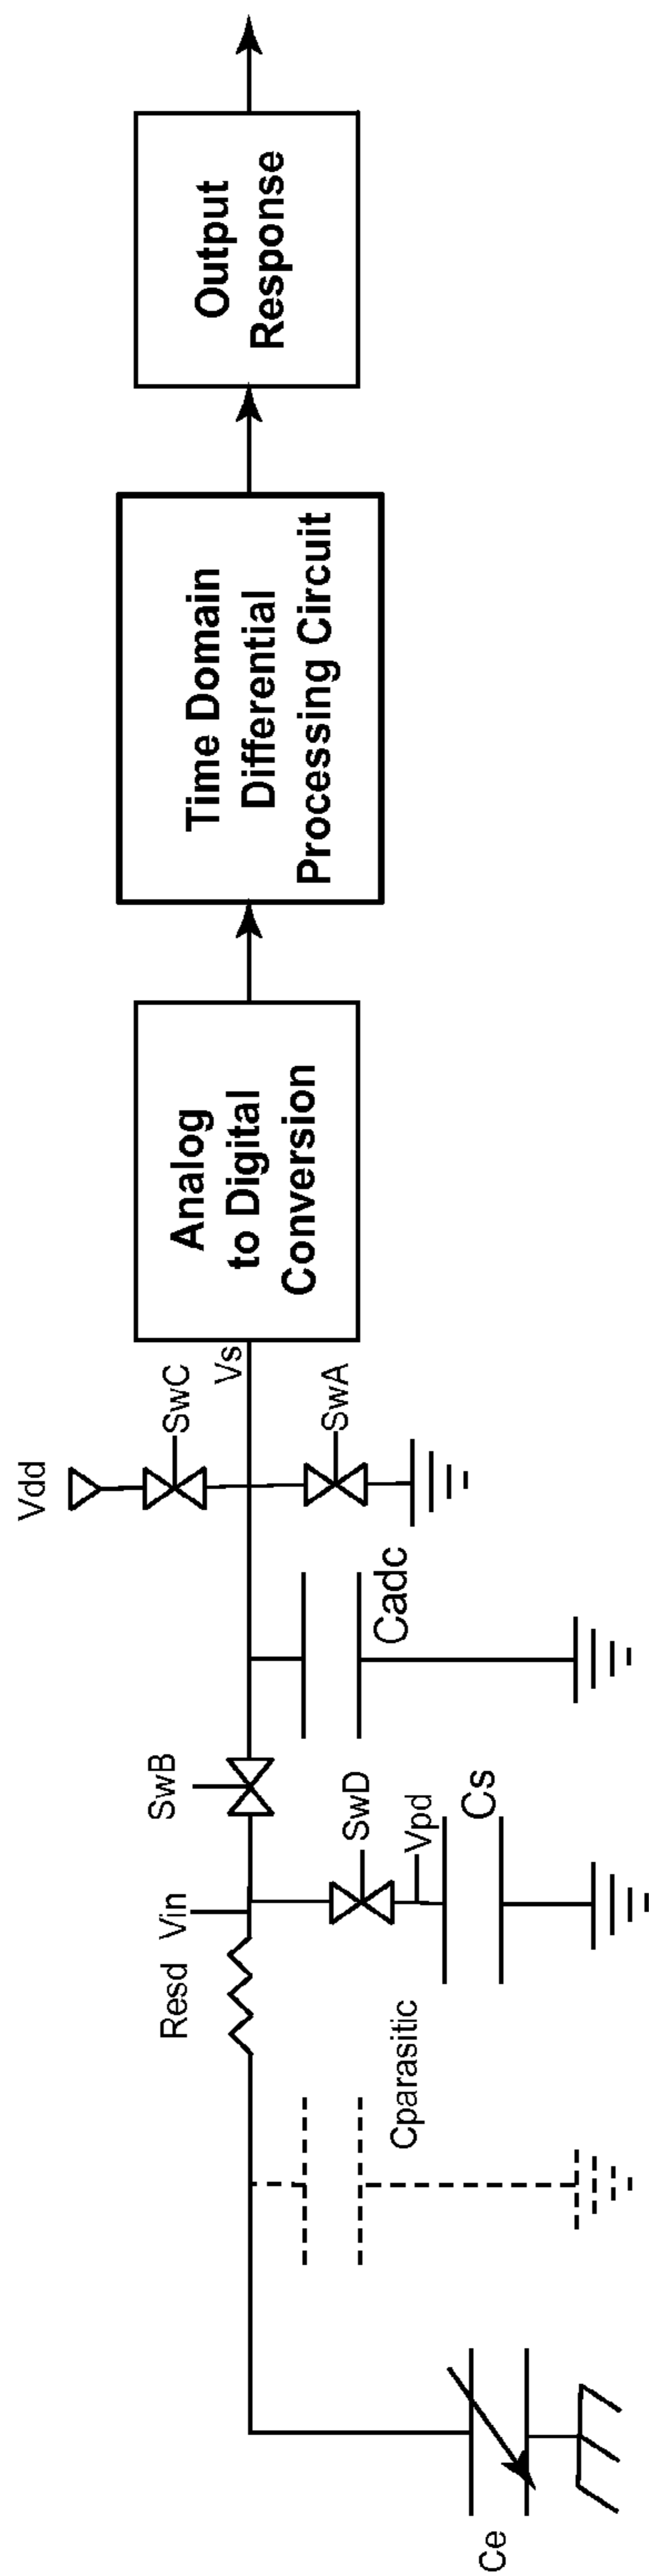 Ce
Cparasitic
Resd
Vin
SwD
Vpd
Cs
SwB
Cadc
Vdd
SwC
SwA
Vs
Analog
to Digital
Conversion
Time Domain
Differential
Processing Circuit
Output
Response